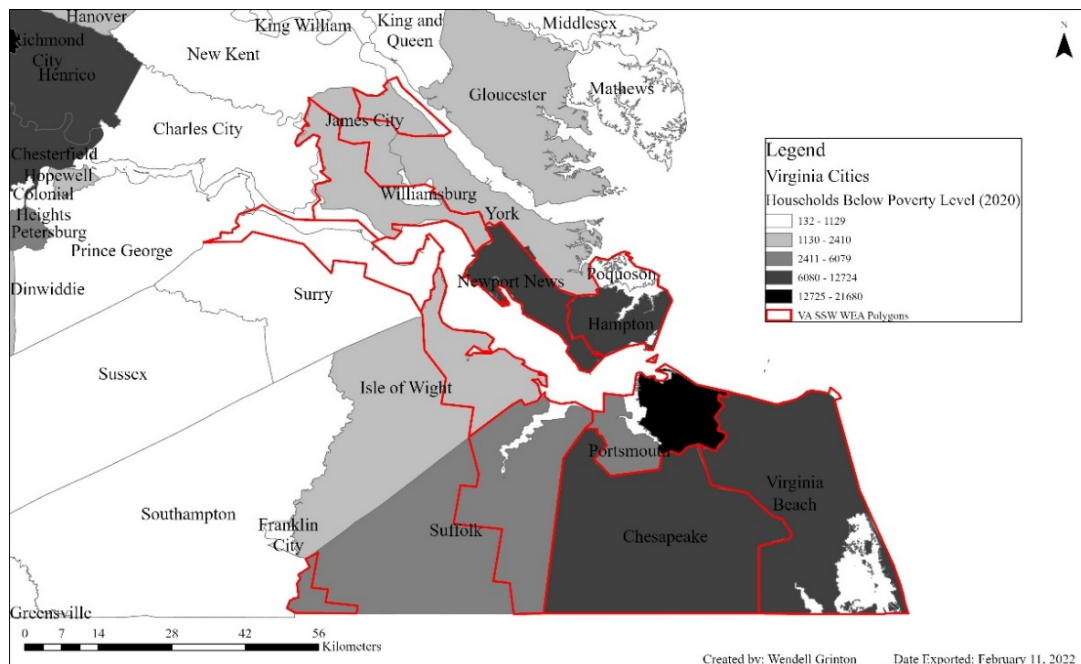 Hanover
King William
King and
Queen
Middlesex
Richmond
City
Henrico
New Kent
Gloucester
Mathews
James City
Charles City
Chesterfield
Hopewell
Colonial
Heights
Petersburg
Williamsburg
York
Prince George
Poquoson
Newport News
Dinwiddie
Surry
Hampton
Sussex
Isle of Wight
Portsmouth
Virginia
Beach
Southampton
Franklin
City
Suffolk
Chesapeake
Greensville
N
Legend
Virginia Cities
Households Below Poverty Level (2020)
132 - 1129
1130 - 2410
2411 - 6079
6080 - 12724
12725 - 21680
VA SSW WEA Polygons
0 7 14 28 42 56
Kilometers
Created by: Wendell Grinton Date Exported: February 11, 2022